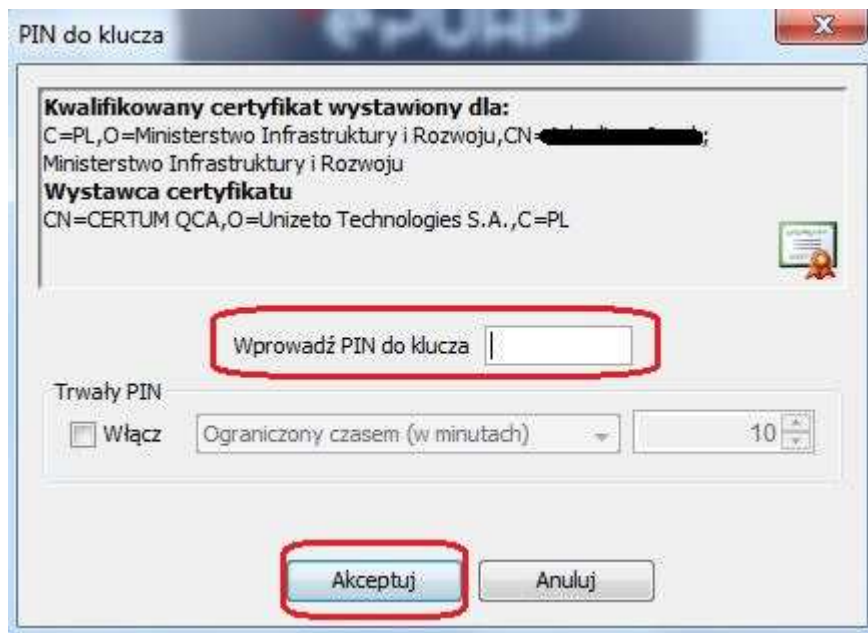 ePUAP
PIN do klucza
Kwalifikowany certyfikat wystawiony dla:
C=PL,O=Ministerstwo Infrastruktury i Rozwoju,CN=
;
Ministerstwo Infrastruktury i Rozwoju
Wystawca certyfikatu
CN=CERTUM QCA,O=Unizeto Technologies S.A.,C=PL
Wprowadź PIN do klucza
Trwały PIN
Włącz
Ograniczony czasem (w minutach)
10
Akceptuj
Anuluj